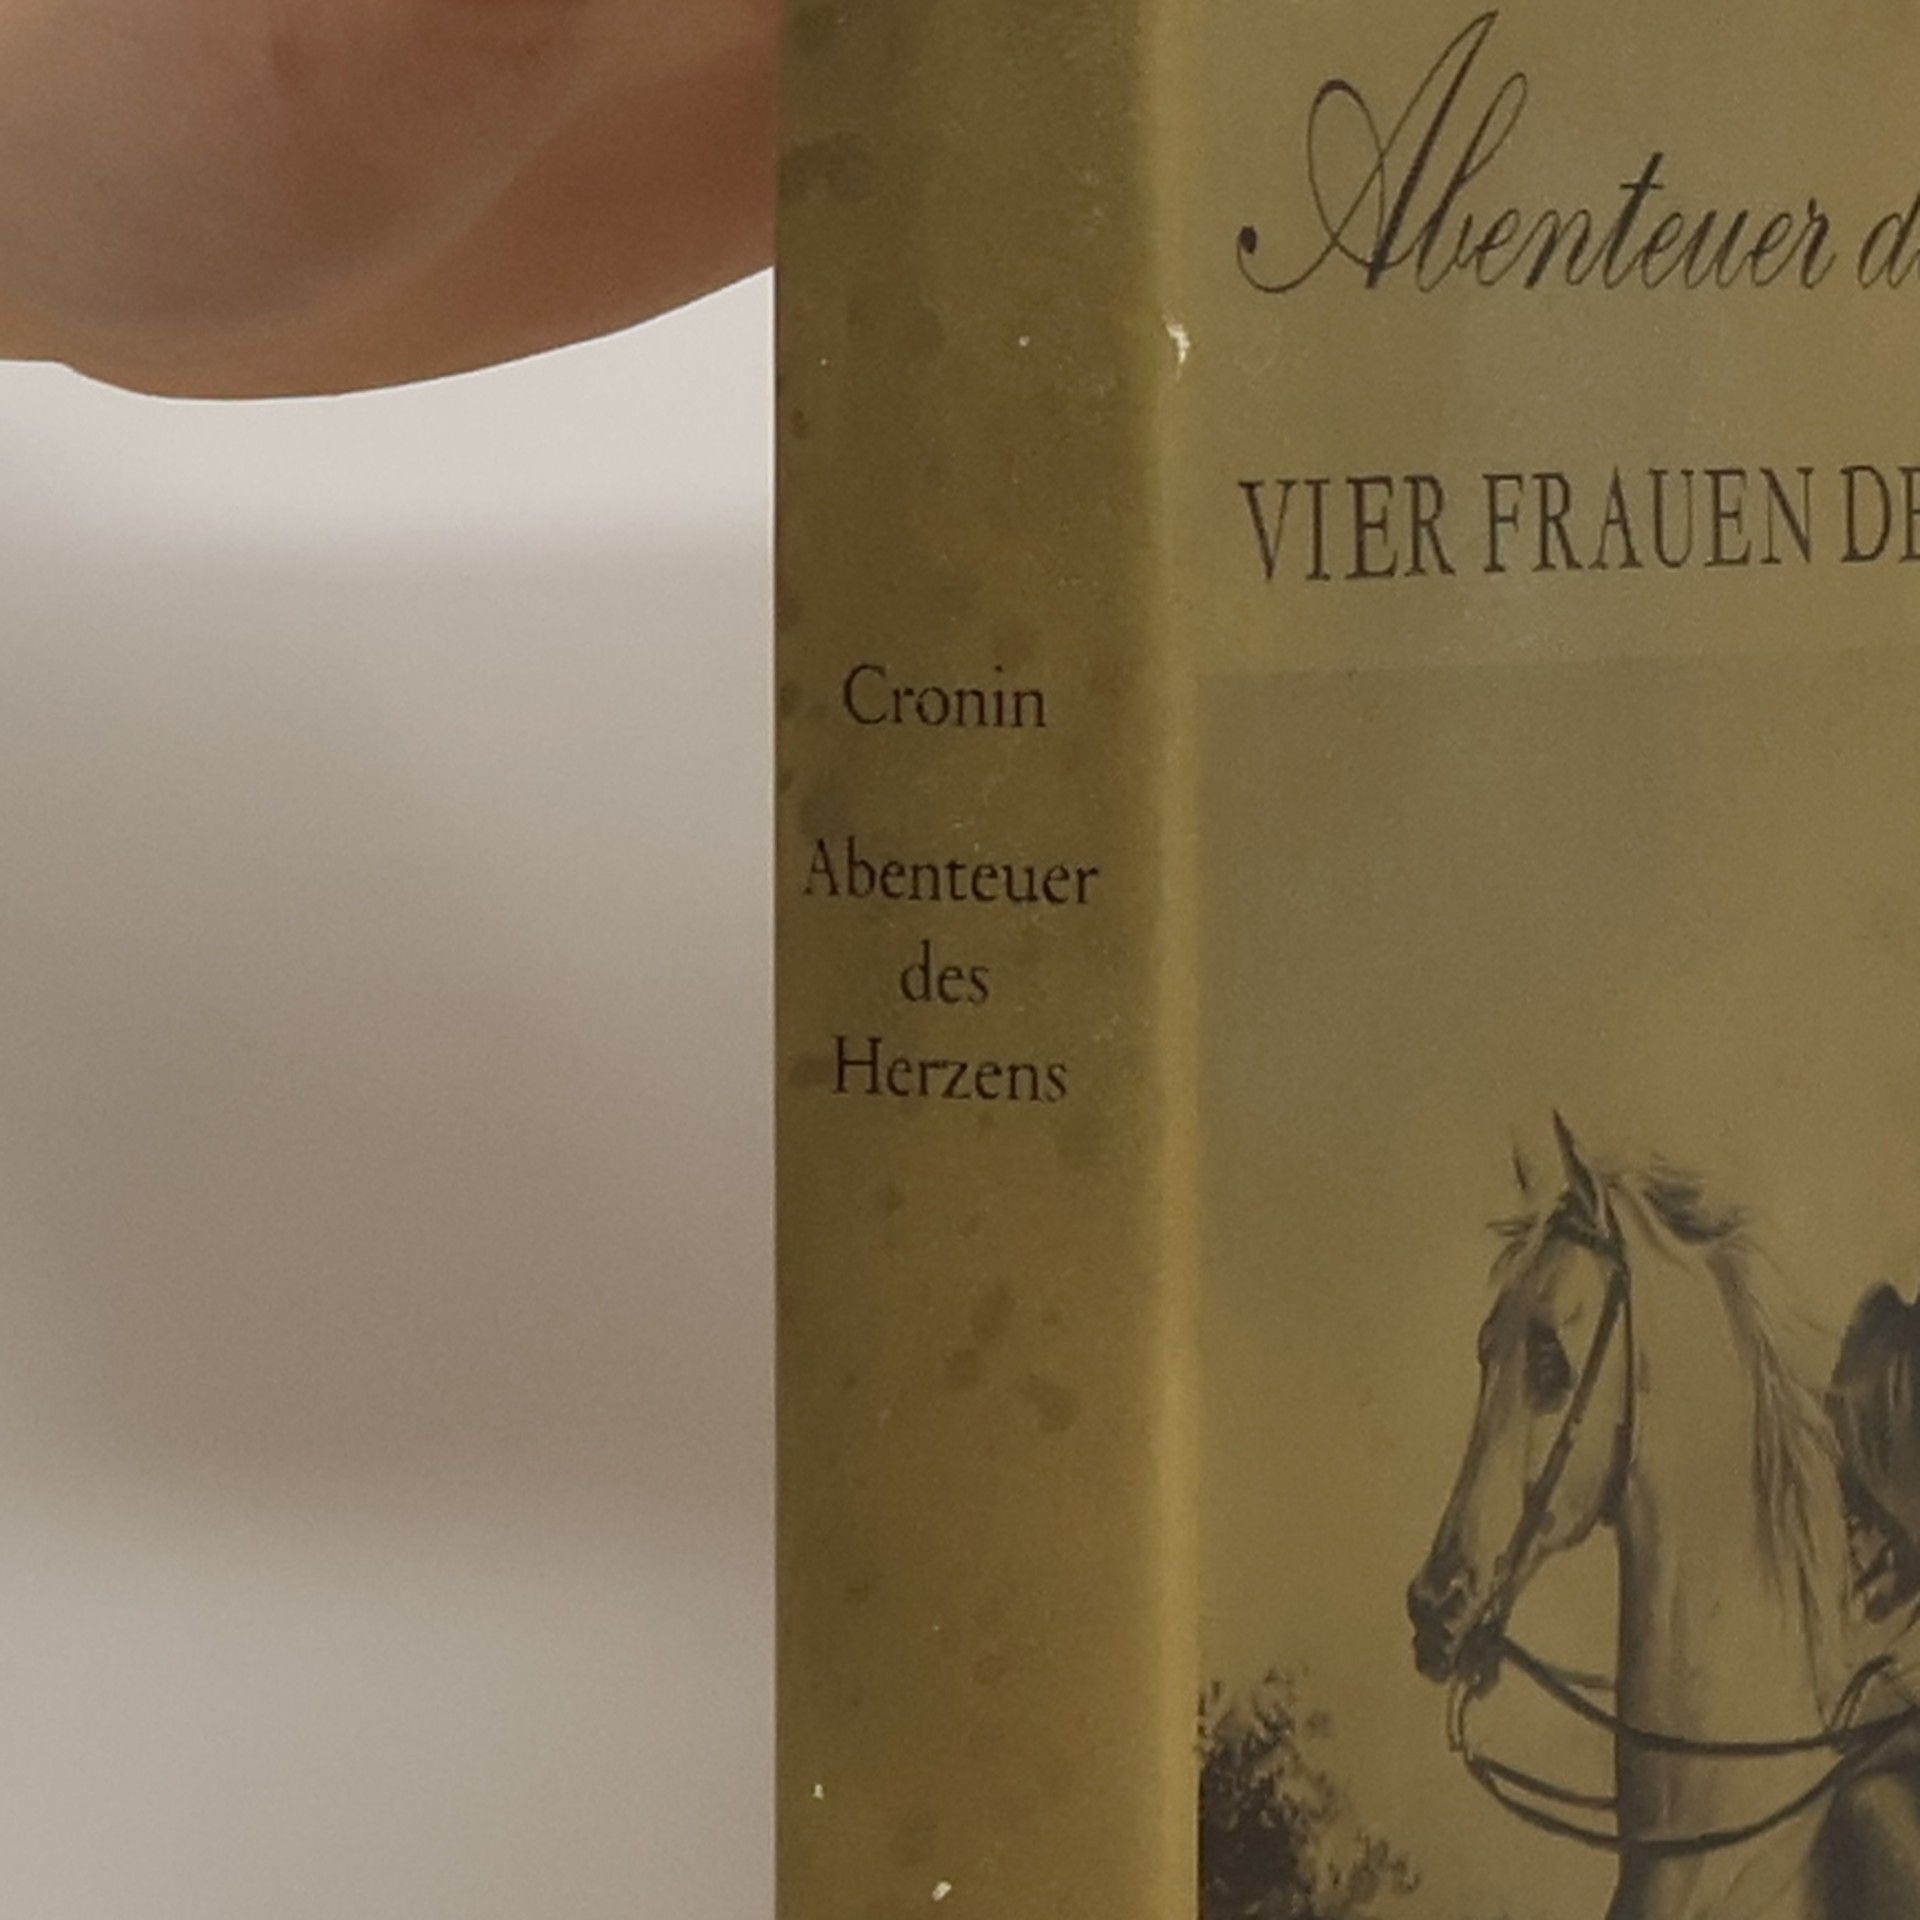 Cronin
Abenteuer
des
Herzens
Abenteuer
VIER FRAUEN